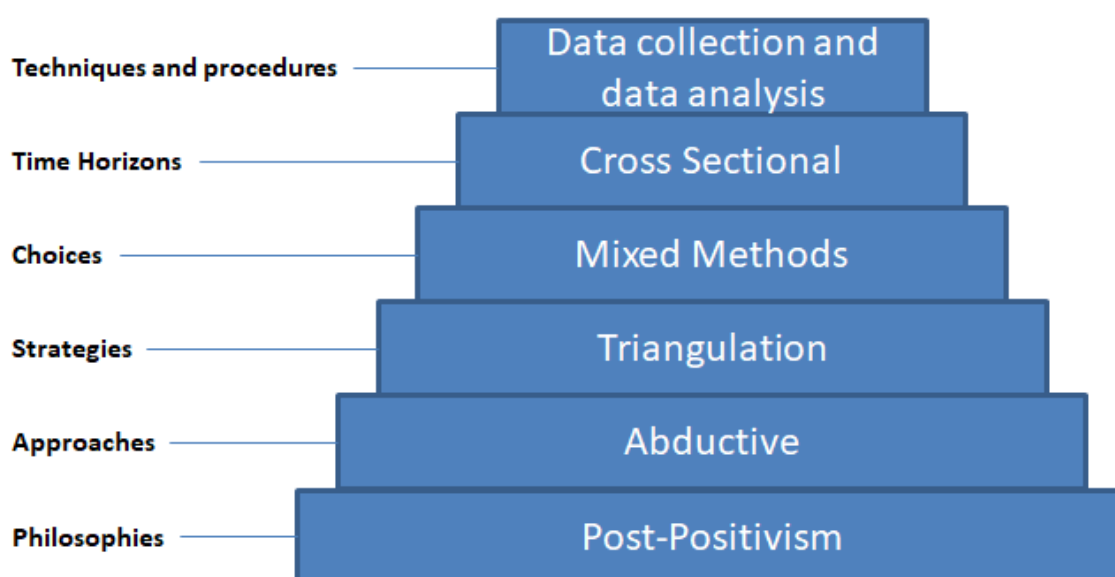 Techniques and procedures
Data collection and
data analysis
Time Horizons
Cross Sectional
Choices
Mixed Methods
Strategies
Triangulation
Approaches
Abductive
Philosophies
Post-Positivism